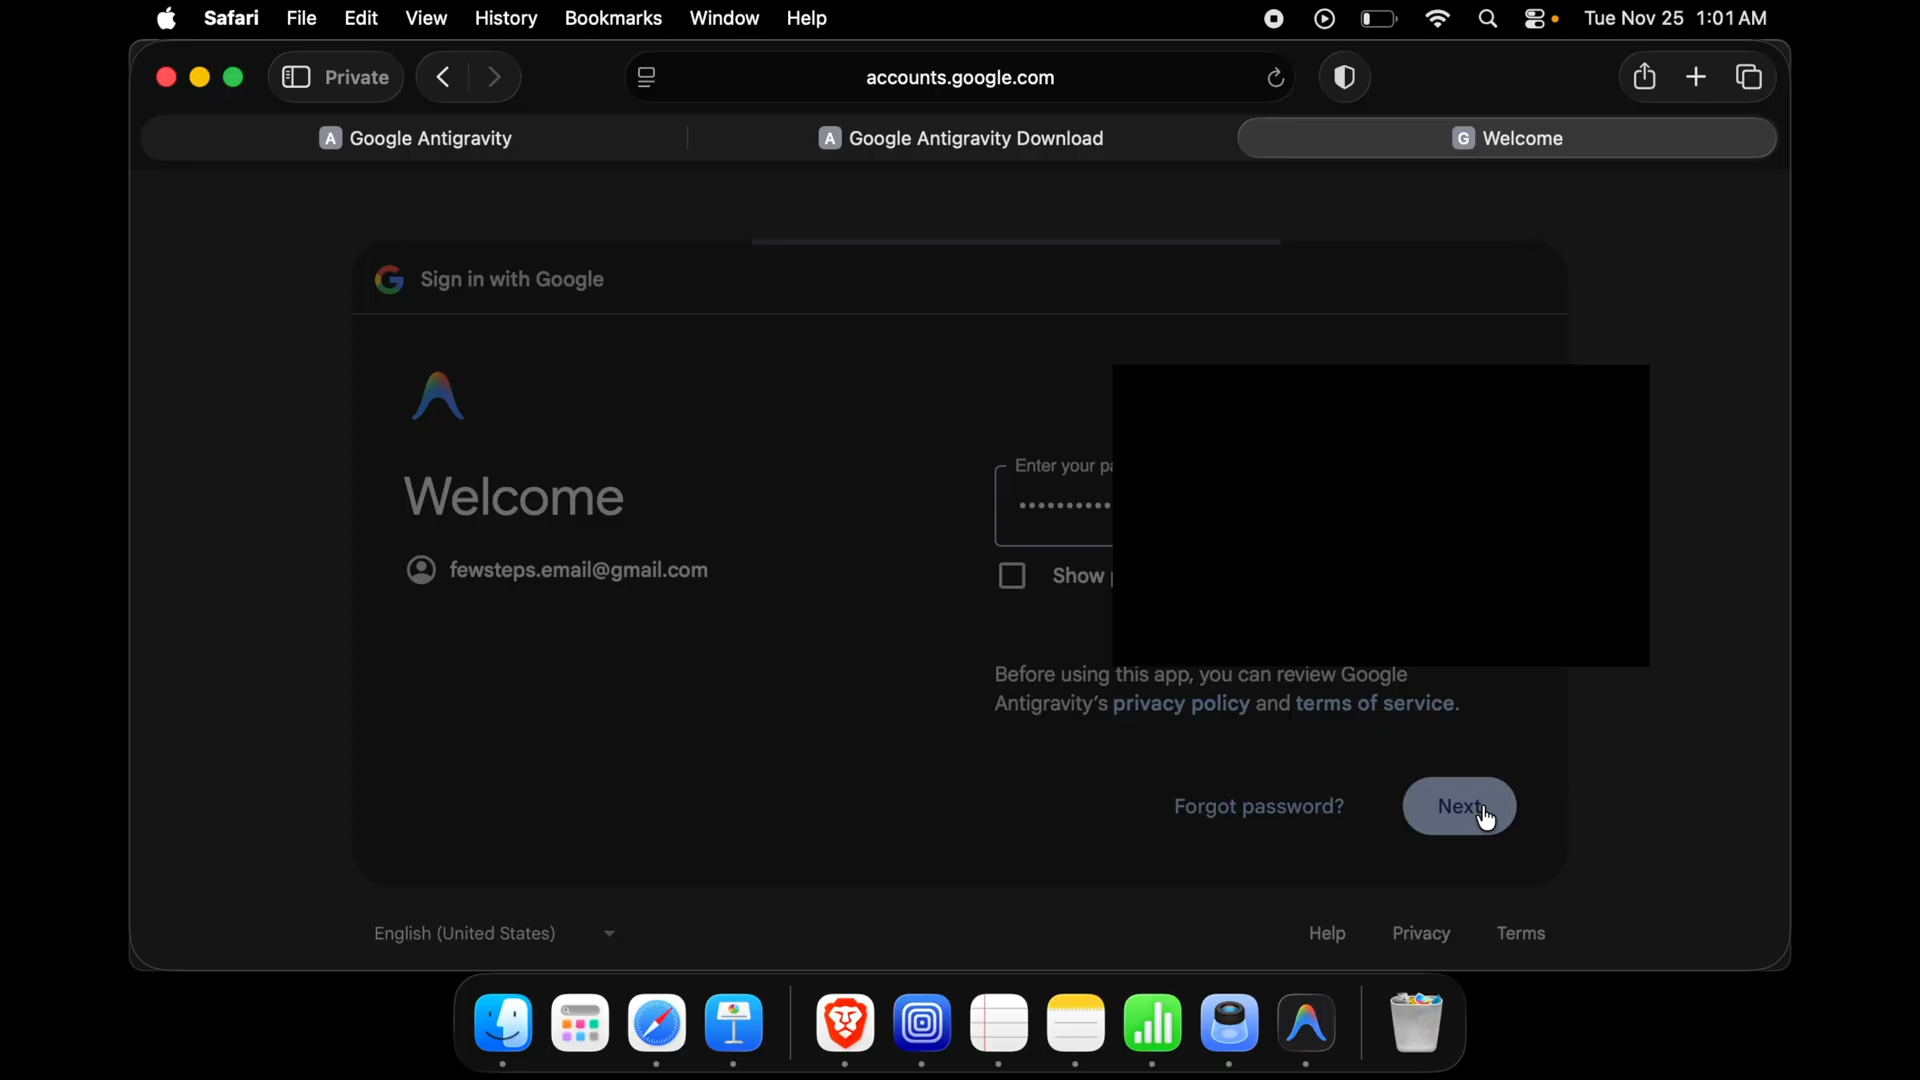 Safari File Edit View History Bookmarks Window Help Tue Nov 25 1:01 AM
Private accounts.google.com
A Google Antigravity A Google Antigravity Download G Welcome
Sign in with Google
Welcome
fewsteps.email@gmail.com
Enter your
Show
Before using this app, you can review Google
Antigravity's privacy policy and terms of service.
Forgot password? Next
English (United States) Help Privacy Terms